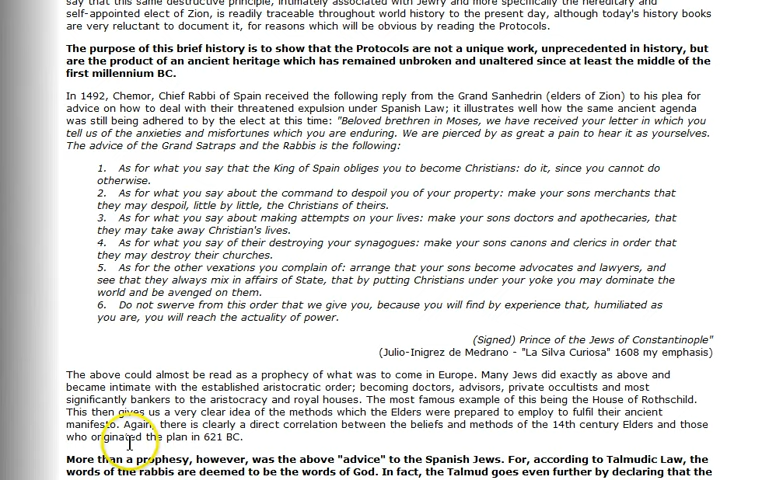 say that this same destructive principle, intimately associated with Jewry and more specifically the hereditary and
self-appointed elect of Zion, is readily traceable throughout world history to the present day, although today's history books
are very reluctant to document it, for reasons which will be obvious by reading the Protocols.
The purpose of this brief history is to show that the Protocols are not a unique work, unprecedented in history, but
are the product of an ancient heritage which has remained unbroken and unaltered since at least the middle of the
first millennium BC.
In 1492, Chemor, Chief Rabbi of Spain received the following reply from the Grand Sanhedrin (elders of Zion) to his plea for
advice on how to deal with their threatened expulsion under Spanish Law; it illustrates well how the same ancient agenda
was still being adhered to by the elect at this time: "Beloved brethren in Moses, we have received your letter in which you
tell us of the anxieties and misfortunes which you are enduring. We are pierced by as great a pain to hear it as yourselves.
The advice of the Grand Satraps and the Rabbis is the following:
1. As for what you say that the King of Spain obliges you to become Christians: do it, since you cannot do
otherwise.
2. As for what you say about the command to despoil you of your property: make your sons merchants that
they may despoil, little by little, the Christians of theirs.
3. As for what you say about making attempts on your lives: make your sons doctors and apothecaries, that
they may take away Christian's lives.
4. As for what you say of their destroying your synagogues: make your sons canons and clerics in order that
they may destroy their churches.
5. As for the other vexations you complain of: arrange that your sons become advocates and lawyers, and
see that they always mix in affairs of State, that by putting Christians under your yoke you may dominate the
world and be avenged on them.
6. Do not swerve from this order that we give you, because you will find by experience that, humiliated as
you are, you will reach the actuality of power.
(Signed) Prince of the Jews of Constantinople"
(Julio-Inigrez de Medrano - "La Silva Curiosa" 1608 my emphasis)
The above could almost be read as a prophecy of what was to come in Europe. Many Jews did exactly as above and
became intimate with the established aristocratic order; becoming doctors, advisors, private occultists and most
significantly bankers to the aristocracy and royal houses. The most famous example of this being the House of Rothschild.
This then gives us a very clear idea of the methods which the Elders were prepared to employ to fulfil their ancient
manifesto. Again, there is clearly a direct correlation between the beliefs and methods of the 14th century Elders and those
who originated the plan in 621 BC.
More than a prophesy, however, was the above "advice" to the Spanish Jews. For, according to Talmudic Law, the
words of the rabbis are deemed to be the words of God. In fact, the Talmud goes even further by declaring that the